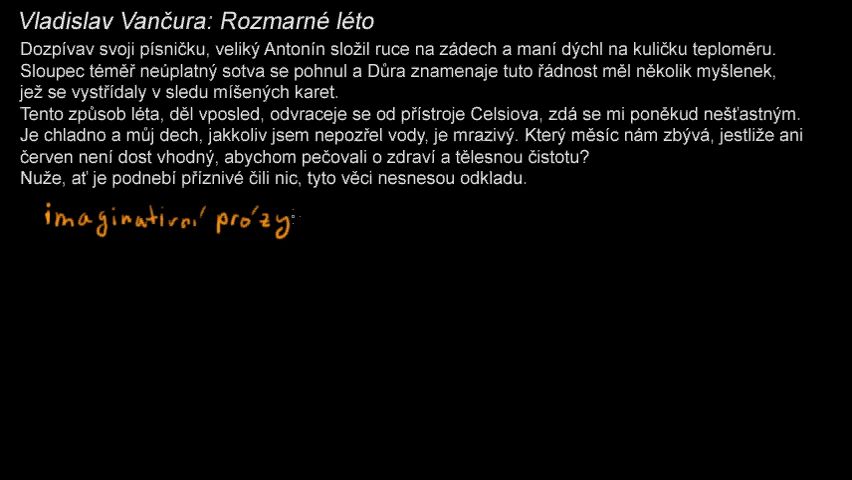 Vladislav Vančura: Rozmarné léto
Dozpívav svoji písničku, veliký Antonín složil ruce na zádech a maní dýchl na kuličku teploměru.
Sloupec téměř neúplatný sotva se pohnul a Důra znamenaje tuto řádnost měl několik myšlenek,
jež se vystřídaly v sledu míšených karet.
Tento způsob léta, děl vposled, odvraceje se od přístroje Celsiova, zdá se mi poněkud nešťastným.
Je chladno a můj dech, jakkoliv jsem nepozřel vody, je mrazivý. Který měsíc nám zbývá, jestliže ani
červen není dost vhodný, abychom pečovali o zdraví a tělesnou čistotu?
Nuže, ať je podnebí příznivé čili nic, tyto věci nesnesou odkladu.
imaginativní prózy